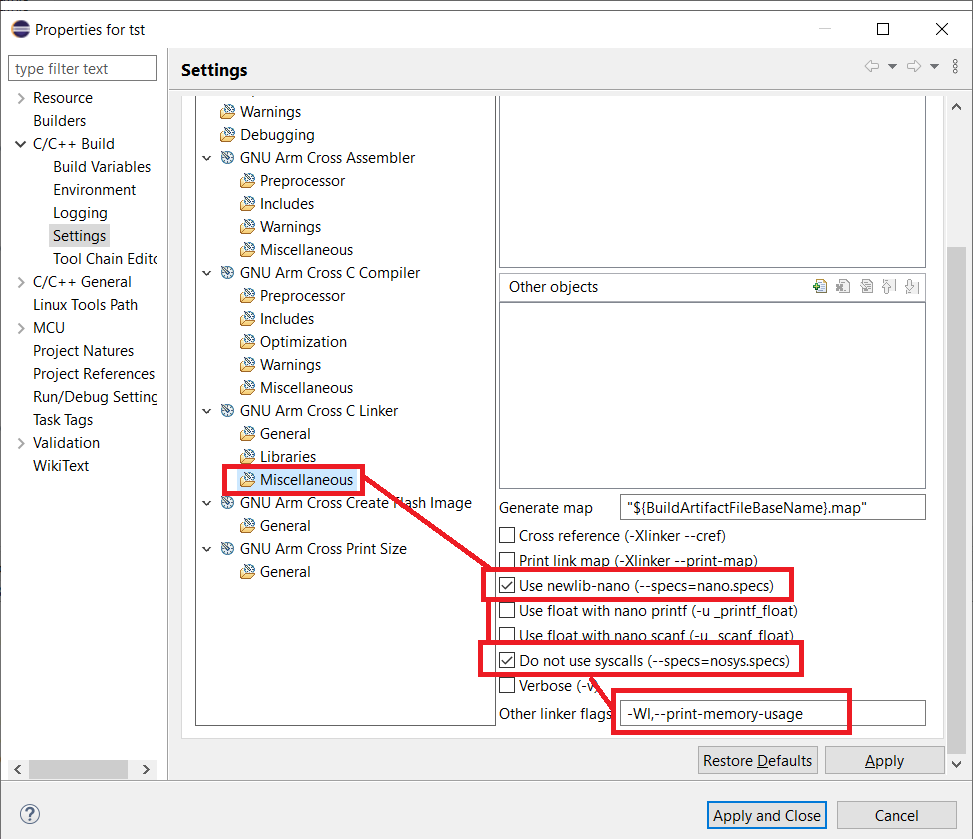 Properties for tst
type filter text
Resource
Builders
C/C++ Build
Build Variables
Environment
Logging
Settings
Tool Chain Edito
C/C++ General
Linux Tools Path
MCU
Project Natures
Project References
Run/Debug Setting
Task Tags
Validation
WikiText
Settings
Warnings
Debugging
GNU Arm Cross Assembler
Preprocessor
Includes
Warnings
Miscellaneous
GNU Arm Cross C Compiler
Preprocessor
Includes
Optimization
Warnings
Miscellaneous
GNU Arm Cross C Linker
General
Libraries
Miscellaneous
GNU Arm Cross Create Flash Image
General
GNU Arm Cross Print Size
General
Other objects
Generate map "${BuildArtifactFileBaseName}.map"
Cross reference (-Xlinker --cref)
Print link map (-Xlinker --print-map)
Use newlib-nano (--specs=nano.specs)
Use float with nano printf (-u _printf_float)
Use float with nano scanf (-u _scanf_float)
Do not use syscalls (--specs=nosys.specs)
Verbose (-v)
Other linker flags -Wl,--print-memory-usage
Restore Defaults Apply
? Apply and Close Cancel